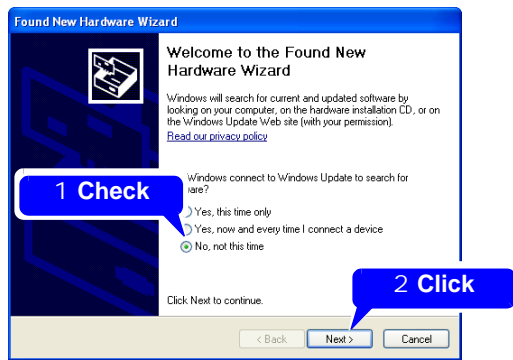 Found New Hardware Wizard
Welcome to the Found New
Hardware Wizard
Windows will search for current and updated software by
looking on your computer, on the hardware installation CD, or on
the Windows Update Web site (with your permission).
Read our privacy policy
Windows connect to Windows Update to search for
ware?
1 Check
Yes, this time only
Yes, now and every time I connect a device
No, not this time
2 Click
Click Next to continue.
< Back
Next >
Cancel